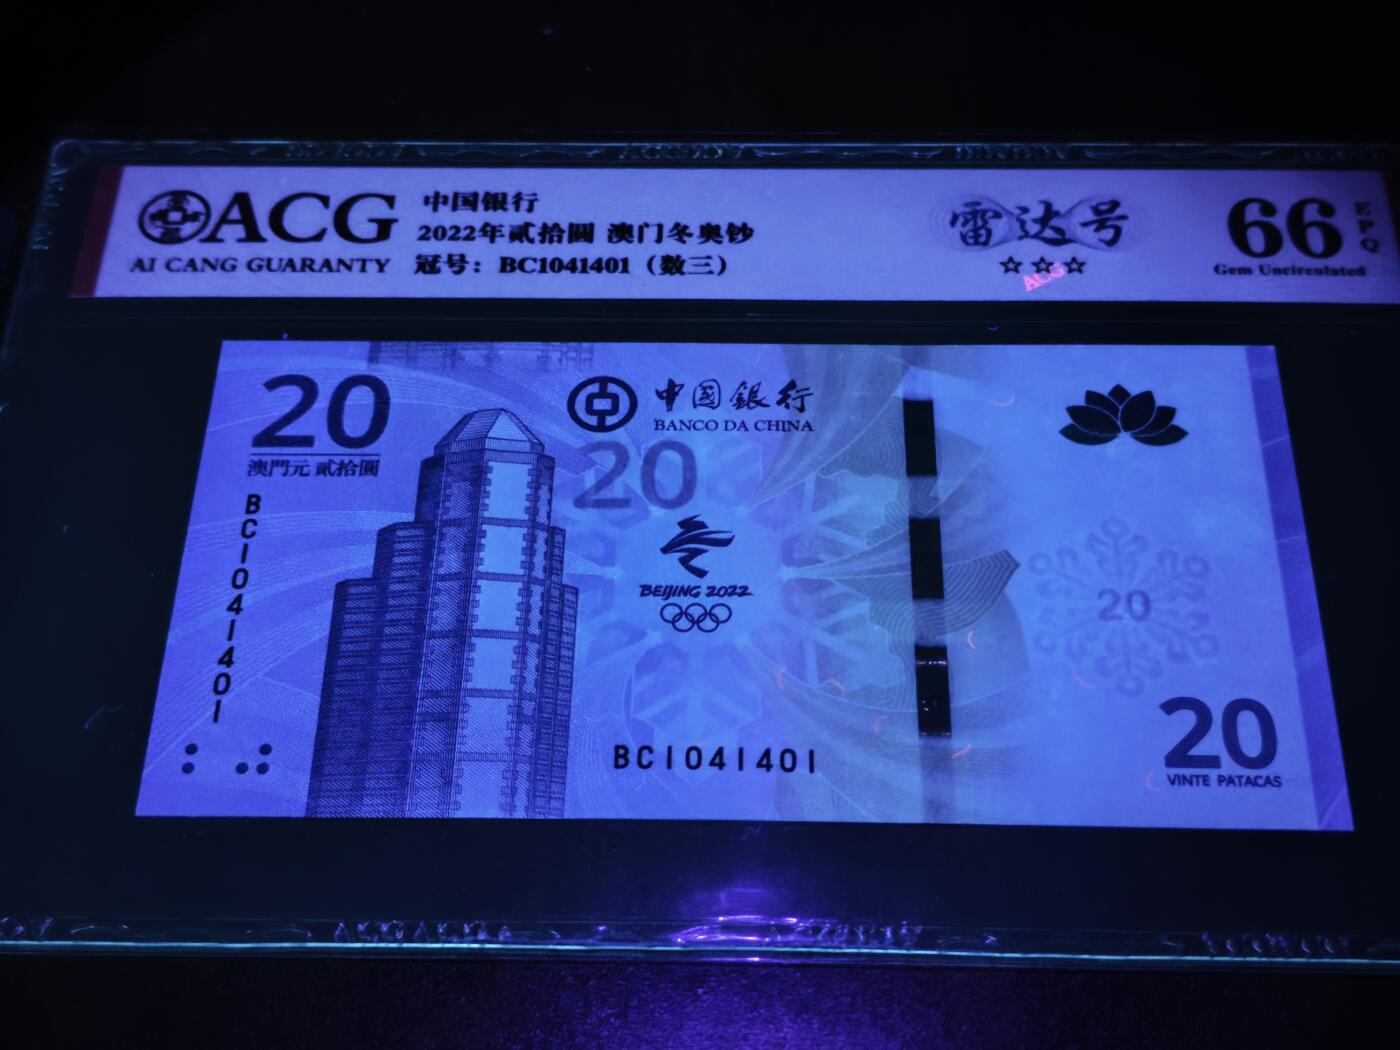 ACG
AI CANG GUARANTY
中国银行
2022年贰拾圆 澳门冬奥钞
冠号：BC1041401（数三）
雷达号
☆☆☆
ACG
66
EPQ
Gem Uncirculated
20
澳門元 貳拾圓
BC1041401
中國銀行
BANCO DA CHINA
20
BEIJING 2022
BC1041401
20
20
VINTE PATACAS